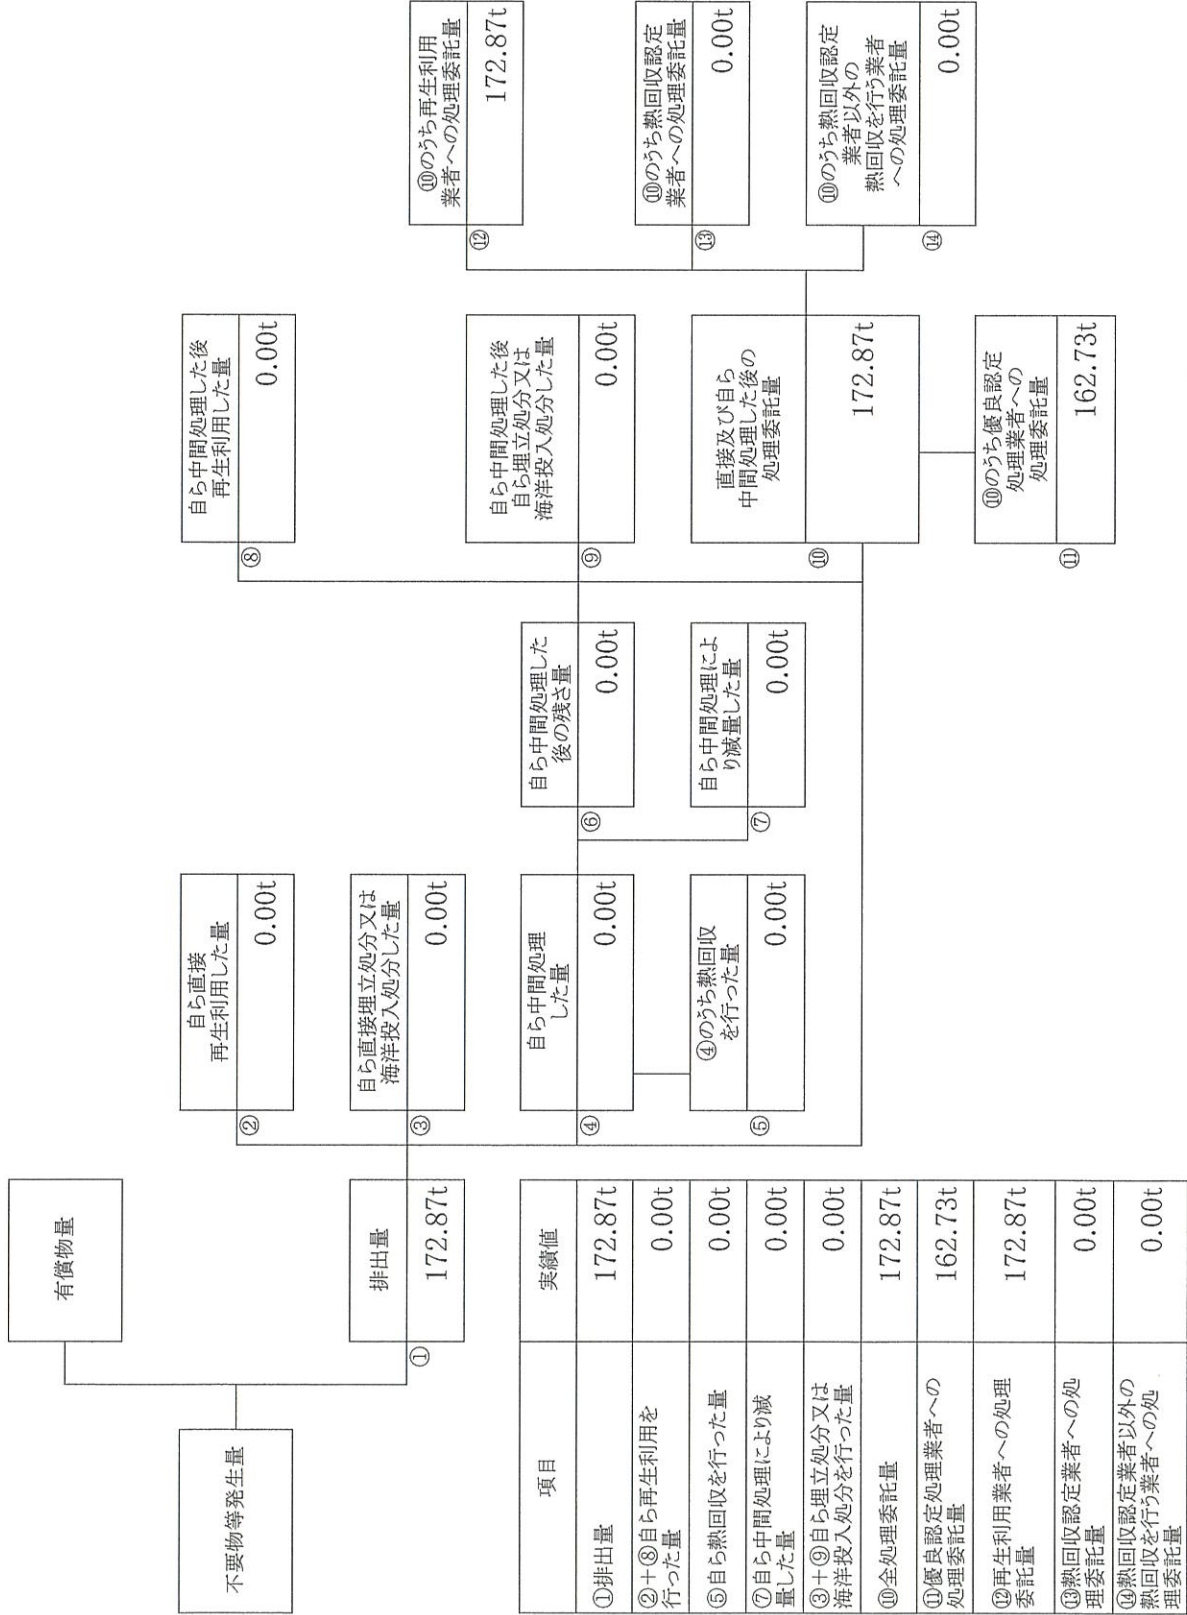 有償物量
不要物等発生量
排出量
①
172.87t
自ら直接
再生利用した量
②
0.00t
自ら直接埋立処分又は
海洋投入処分した量
③
0.00t
自ら中間処理
した量
④
0.00t
④のうち熱回収
を行った量
⑤
0.00t
自ら中間処理した
後の残さ量
⑥
0.00t
自ら中間処理によ
り減量した量
⑦
0.00t
自ら中間処理した後
再生利用した量
⑧
0.00t
自ら中間処理した後
自ら埋立処分又は
海洋投入処分した量
⑨
0.00t
直接及び自ら
中間処理した後の
処理委託量
⑩
172.87t
⑩のうち優良認定
処理業者への
処理委託量
⑪
162.73t
⑩のうち再生利用
業者への処理委託量
⑫
172.87t
⑩のうち熱回収認定
業者への処理委託量
⑬
0.00t
⑩のうち熱回収認定
業者以外の
熱回収を行う業者
への処理委託量
⑭
0.00t
項目 実績値
①排出量 172.87t
②+⑧自ら再生利用を
行った量 0.00t
⑤自ら熱回収を行った量 0.00t
⑦自ら中間処理により減
量した量 0.00t
③+⑨自ら埋立処分又は
海洋投入処分を行った量 0.00t
⑩全処理委託量 172.87t
⑪優良認定処理業者への
処理委託量 162.73t
⑫再生利用業者への処理
委託量 172.87t
⑬熱回収認定業者への処
理委託量 0.00t
⑭熱回収認定業者以外の
熱回収を行う業者への処
理委託量 0.00t